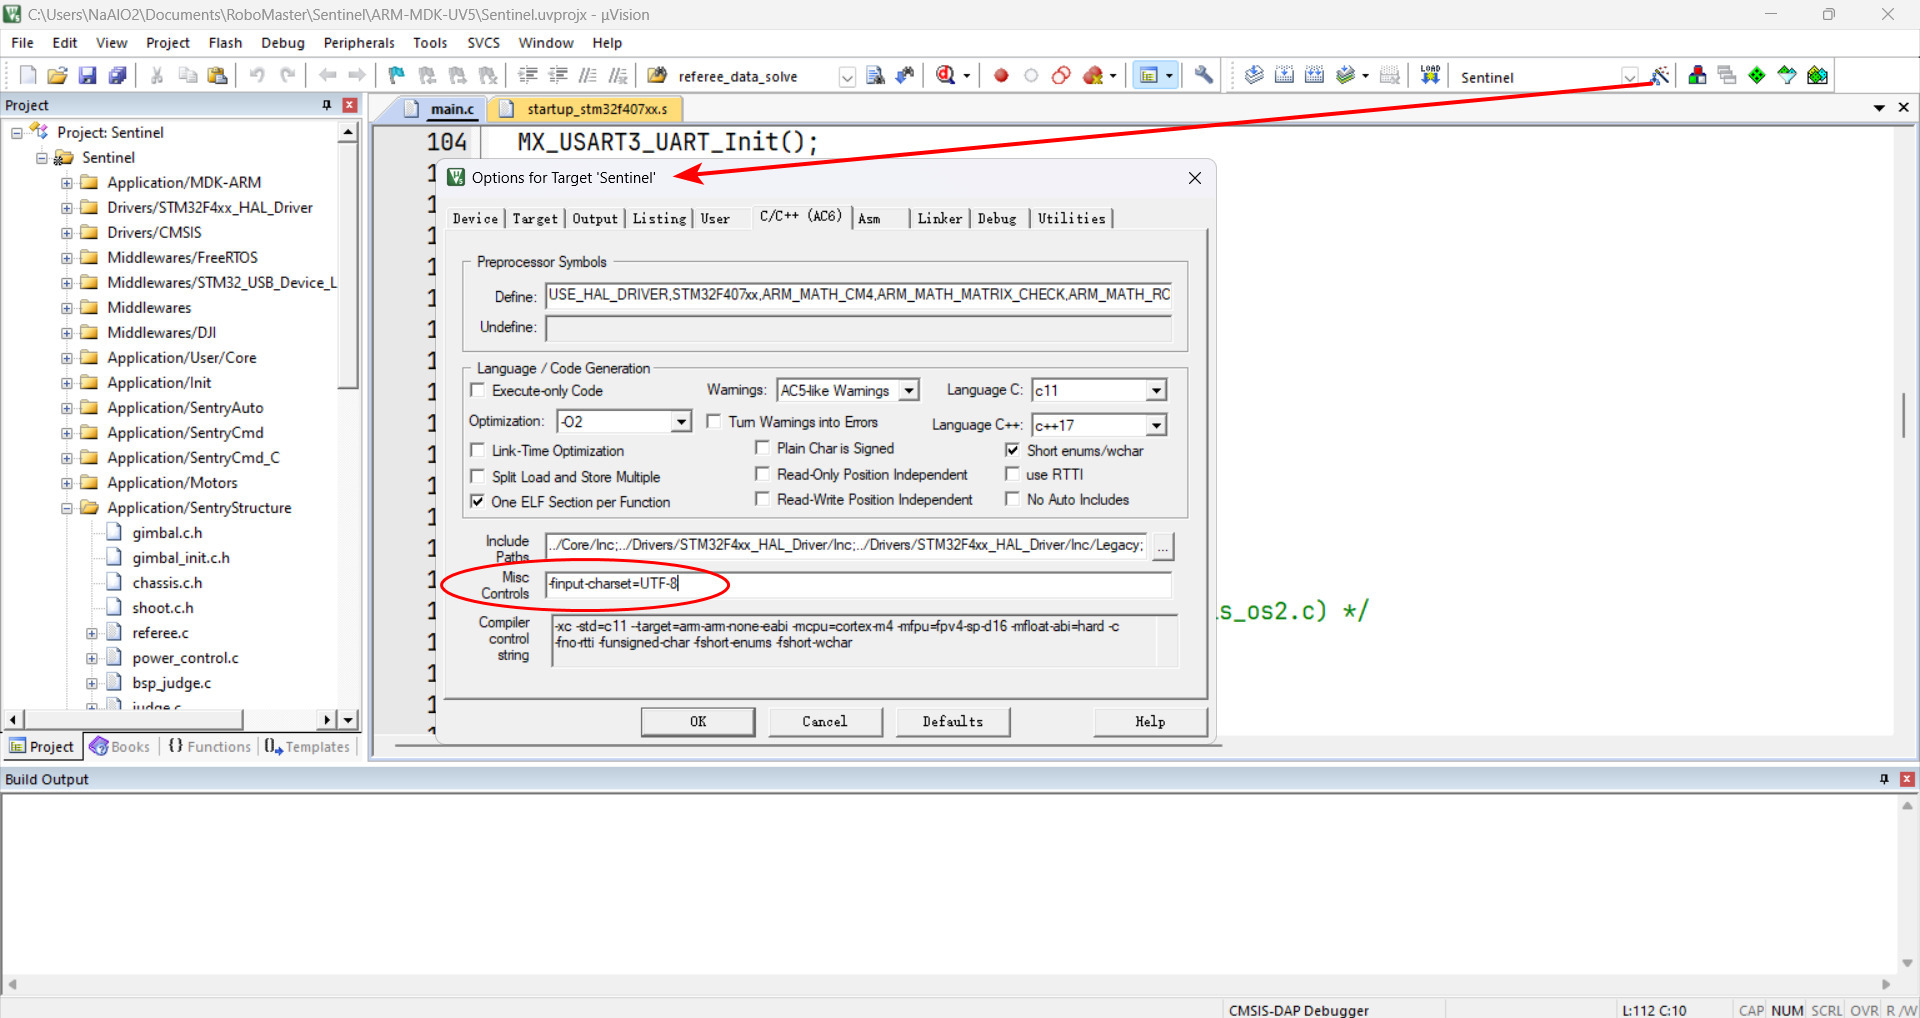 C:\Users\NaAIO2\Documents\RoboMaster\Sentinel\ARM-MDK-UV5\Sentinel.uvprojx - µVision
File Edit View Project Flash Debug Peripherals Tools SVCS Window Help
referee_data_solve
LOAD
Sentinel
Project
main.c
startup_stm32f407xx.s
Project: Sentinel
Sentinel
Application/MDK-ARM
Drivers/STM32F4xx_HAL_Driver
Drivers/CMSIS
Middlewares/FreeRTOS
Middlewares/STM32_USB_Device_L
Middlewares
Middlewares/DJI
Application/User/Core
Application/Init
Application/SentryAuto
Application/SentryCmd
Application/SentryCmd_C
Application/Motors
Application/SentryStructure
gimbal.c.h
gimbal_init.c.h
chassis.c.h
shoot.c.h
referee.c
power_control.c
bsp_judge.c
judge.c
Project Books {} Functions Templates
104 MX_USART3_UART_Init();
s_os2.c) */
Options for Target 'Sentinel'
Device Target Output Listing User C/C++ (AC6) Asm Linker Debug Utilities
Preprocessor Symbols
Define: USE_HAL_DRIVER,STM32F407xx,ARM_MATH_CM4,ARM_MATH_MATRIX_CHECK,ARM_MATH_RO
Undefine:
Language / Code Generation
Execute-only Code
Warnings: AC5-like Warnings
Language C: c11
Optimization: -O2
Turn Warnings into Errors
Language C++: c++17
Link-Time Optimization
Plain Char is Signed
Short enums/wchar
Split Load and Store Multiple
Read-Only Position Independent
use RTTI
One ELF Section per Function
Read-Write Position Independent
No Auto Includes
Include Paths
../Core/Inc;../Drivers/STM32F4xx_HAL_Driver/Inc;../Drivers/STM32F4xx_HAL_Driver/Inc/Legacy;
...
Misc Controls
-finput-charset=UTF-8
Compiler control string
-xc -std=c11 --target=arm-arm-none-eabi -mcpu=cortex-m4 -mfpu=fpv4-sp-d16 -mfloat-abi=hard -c
-fno-rtti -funsigned-char -fshort-enums -fshort-wchar
OK Cancel Defaults Help
Build Output
CMSIS-DAP Debugger
L:112 C:10
CAP NUM SCRL OVR R/W